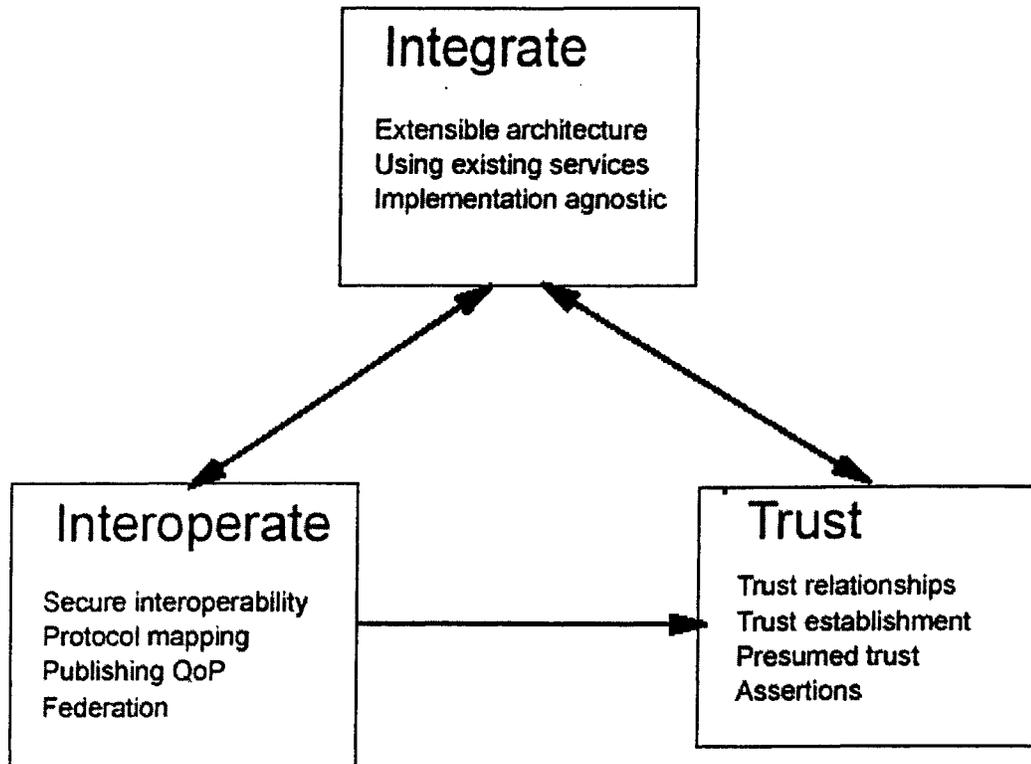 Integrate
Extensible architecture
Using existing services
Implementation agnostic
Interoperate
Secure interoperability
Protocol mapping
Publishing QoP
Federation
Trust
Trust relationships
Trust establishment
Presumed trust
Assertions